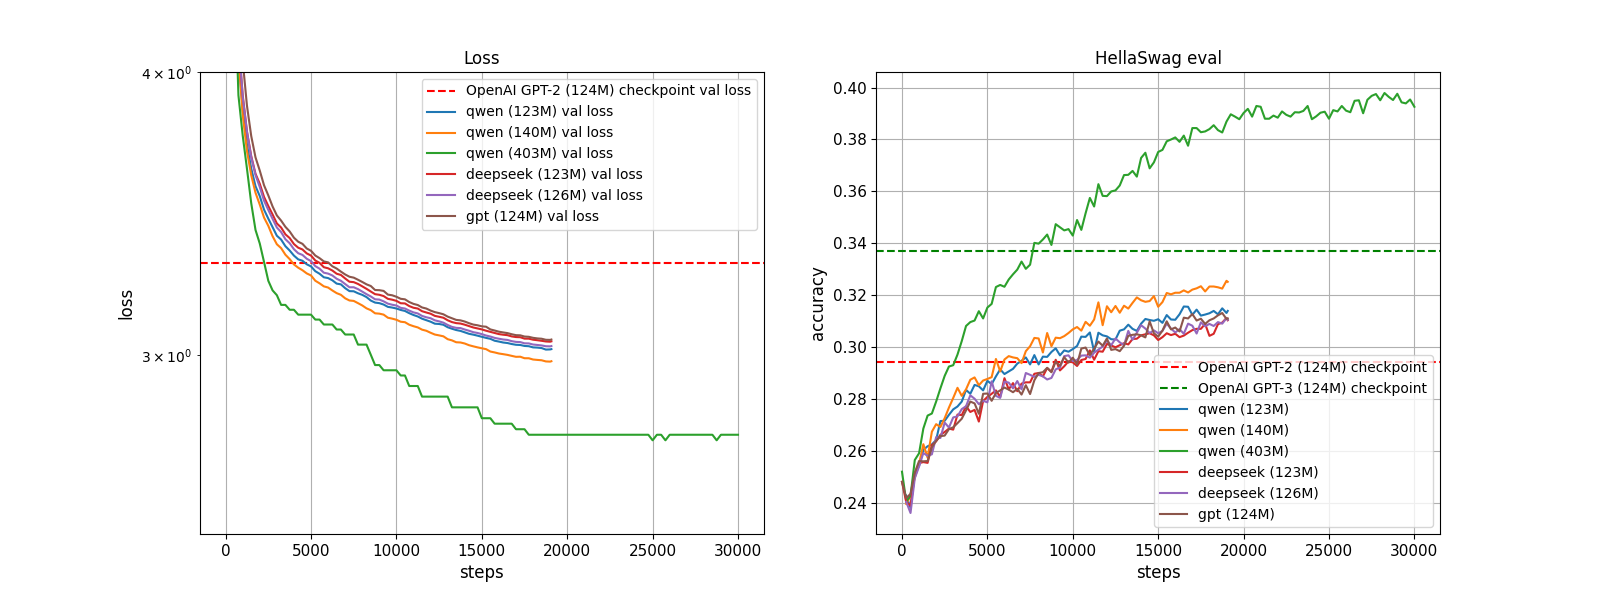 Loss
4 × 10⁰
3 × 10⁰
loss
0 5000 10000 15000 20000 25000 30000
steps
OpenAI GPT-2 (124M) checkpoint val loss
qwen (123M) val loss
qwen (140M) val loss
qwen (403M) val loss
deepseek (123M) val loss
deepseek (126M) val loss
gpt (124M) val loss
HellaSwag eval
0.40
0.38
0.36
0.34
0.32
0.30
0.28
0.26
0.24
accuracy
0 5000 10000 15000 20000 25000 30000
steps
OpenAI GPT-2 (124M) checkpoint
OpenAI GPT-3 (124M) checkpoint
qwen (123M)
qwen (140M)
qwen (403M)
deepseek (123M)
deepseek (126M)
gpt (124M)